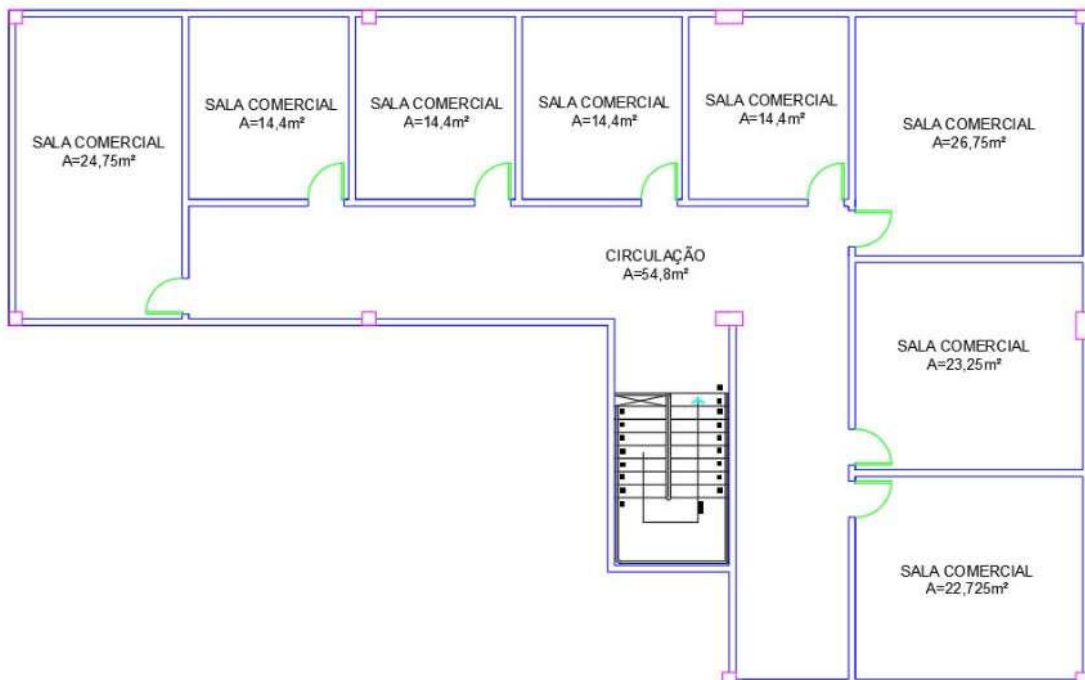 SALA COMERCIAL
A=24,75m²
SALA COMERCIAL
A=14,4m²
SALA COMERCIAL
A=14,4m²
SALA COMERCIAL
A=14,4m²
SALA COMERCIAL
A=14,4m²
SALA COMERCIAL
A=26,75m²
CIRCULAÇÃO
A=54,8m²
SALA COMERCIAL
A=23,25m²
SALA COMERCIAL
A=22,725m²